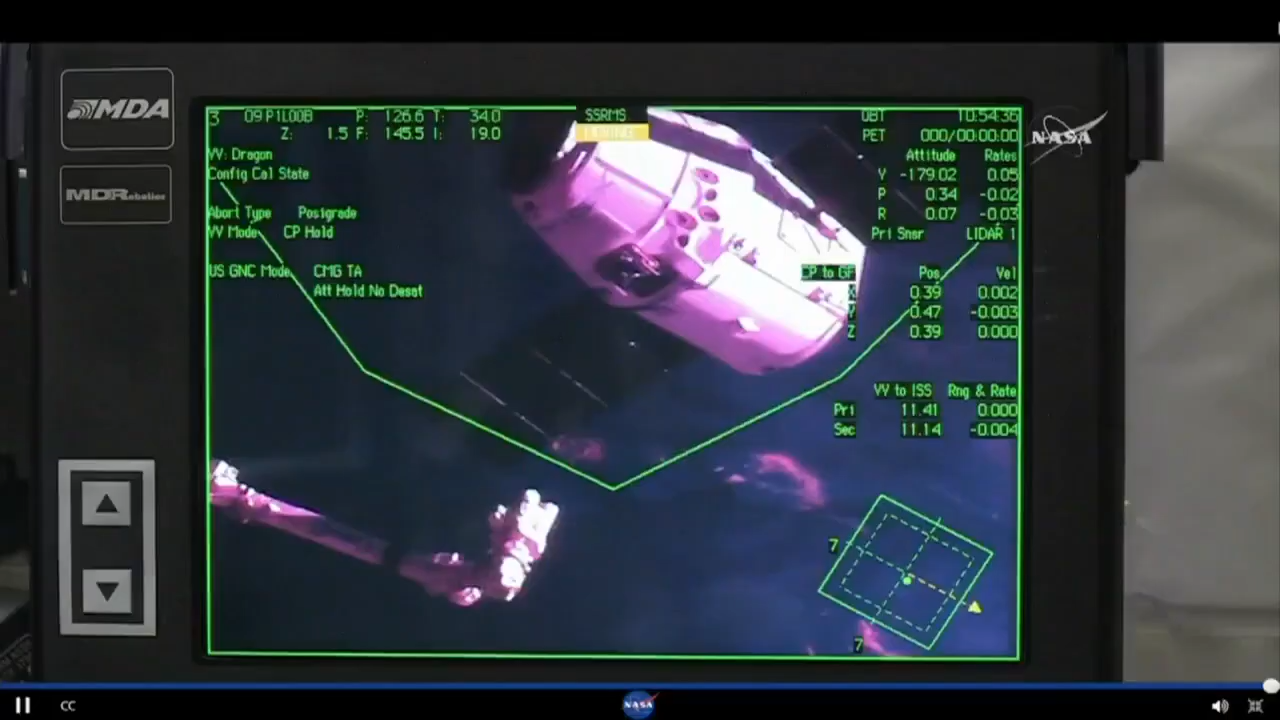 MDA
MDRobotics
3 09 P1L00B P: 126.6 T: 34.0
Z: 1.5 F: 145.5 I: 19.0
SSRMS
GBT 10:54:36
PET 000/00:00:00
NASA
VV: Dragon
Config Cal State
Abort Type Postgrade
VV Mode CP Hold
US GNC Mode CMG TA
Att Hold No Desat
Attitude Rates
Y -179.02 0.05
P 0.34 -0.02
R 0.07 -0.03
Pri Snsr LIDAR 1
CP to GF Pos Vel
X 0.39 0.002
Y 0.47 -0.003
Z 0.39 0.000
VV to ISS Rng & Rate
Pri 11.41 0.000
Sec 11.14 -0.004
7
7
CC
NASA